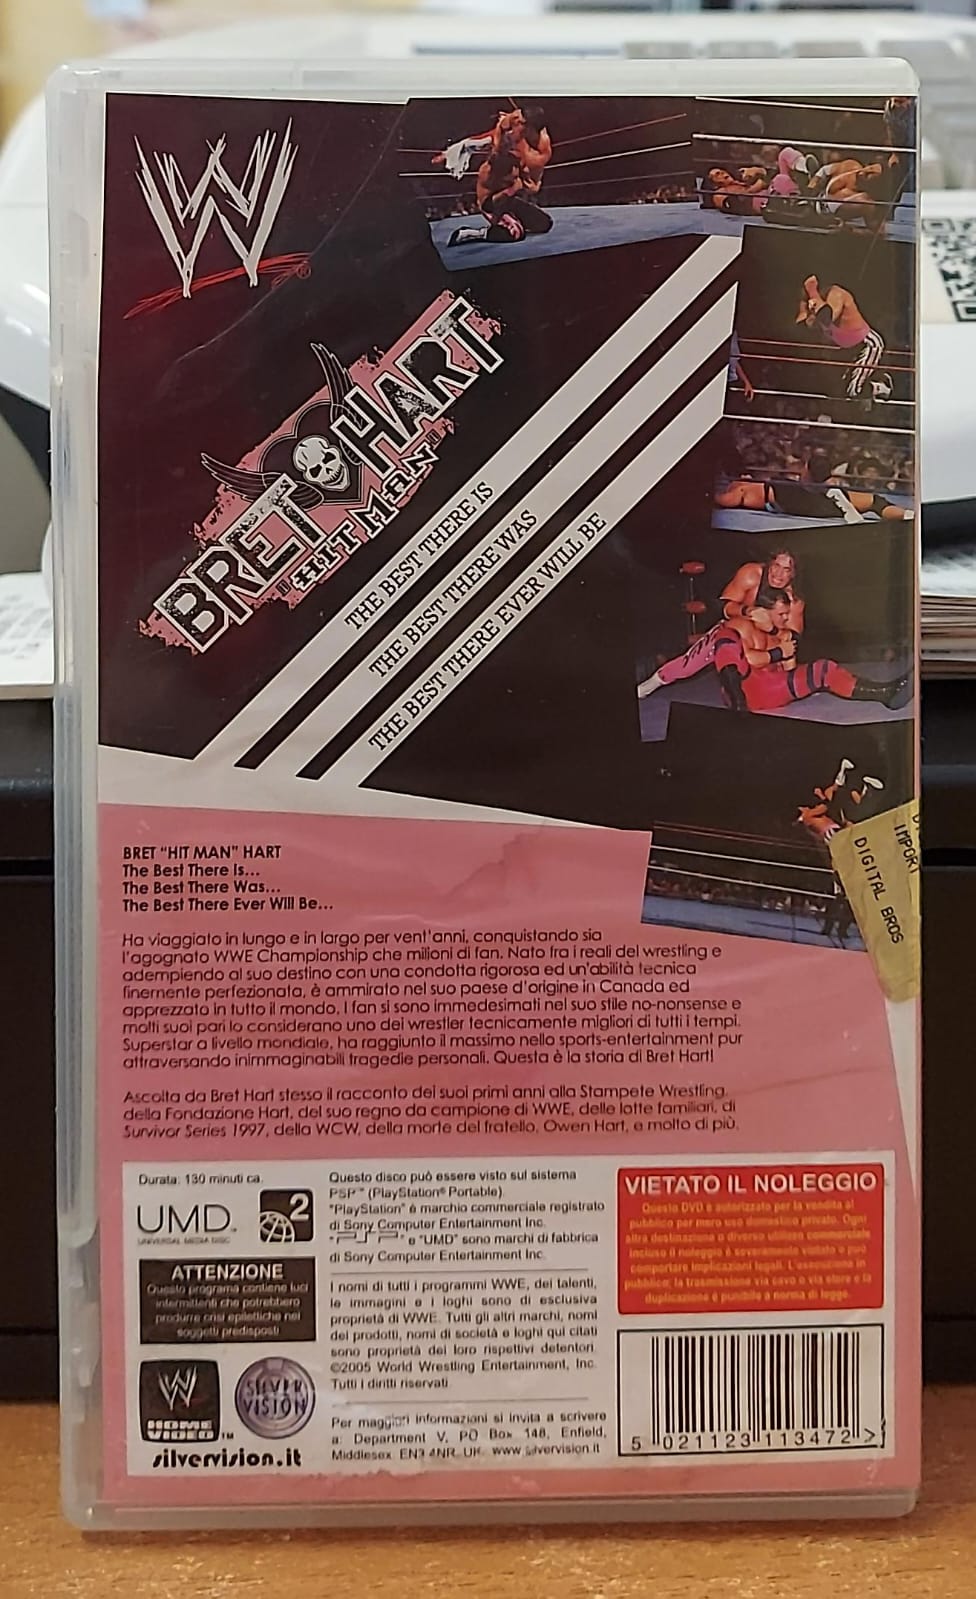 W
BRET HART
"HIT MAN"
THE BEST THERE IS
THE BEST THERE WAS
THE BEST THERE EVER WILL BE
IMPORT
DIGITAL BROS
BRET “HIT MAN” HART
The Best There Is...
The Best There Was...
The Best There Ever Will Be...
Ha viaggiato in lungo e in largo per vent'anni, conquistando sia
l'agognato WWE Championship che milioni di fan. Nato fra i reali del wrestling e
adempiendo al suo destino con una condotta rigorosa ed un'abilità tecnica
finemente perfezionata, è ammirato nel suo paese d'origine in Canada ed
apprezzato in tutto il mondo. I fan si sono immedesimati nel suo stile no-nonsense e
molti suoi pari lo considerano uno dei wrestler tecnicamente migliori di tutti i tempi.
Superstar a livello mondiale, ha raggiunto il massimo nello sports-entertainment pur
attraversando inimmaginabili tragedie personali. Questa è la storia di Bret Hart!
Ascolta da Bret Hart stesso il racconto dei suoi primi anni alla Stampete Wrestling,
della Fondazione Hart, del suo regno da campione di WWE, delle lotte familiari, di
Survivor Series 1997, della WCW, della morte del fratello, Owen Hart, e molto di più.
Durata: 130 minuti ca.
UMD
UNIVERSAL MEDIA DISC
2
ATTENZIONE
Questo programma contiene luci
intermittenti che potrebbero
produrre crisi epilettiche nei
soggetti predisposti
W
HOME
VIDEO™
SILVER
VISION
silvervision.it
Questo disco può essere visto sul sistema
PSP™ (PlayStation® Portable).
"PlayStation" è marchio commerciale registrato
di Sony Computer Entertainment Inc.
"PSP" e "UMD" sono marchi di fabbrica
di Sony Computer Entertainment Inc.
I nomi di tutti i programmi WWE, dei talenti,
le immagini e i loghi sono di esclusiva
proprietà di WWE. Tutti gli altri marchi, nomi
dei prodotti, nomi di società e loghi qui citati
sono proprietà dei loro rispettivi detentori.
©2005 World Wrestling Entertainment, Inc.
Tutti i diritti riservati.
Per maggiori informazioni si invita a scrivere
a: Department V, PO Box 148, Enfield,
Middlesex EN3 4NR UK. www.silvervision.it
VIETATO IL NOLEGGIO
Questo DVD è autorizzato per la vendita al
pubblico per mero uso domestico privato. Ogni
altra destinazione o diverso utilizzo commerciale
incluso il noleggio è severamente vietato e può
comportare implicazioni legali. L'esecuzione in
pubblico, la trasmissione via cavo o via etere e la
duplicazione è punibile a norma di legge.
5 021123 113472 >